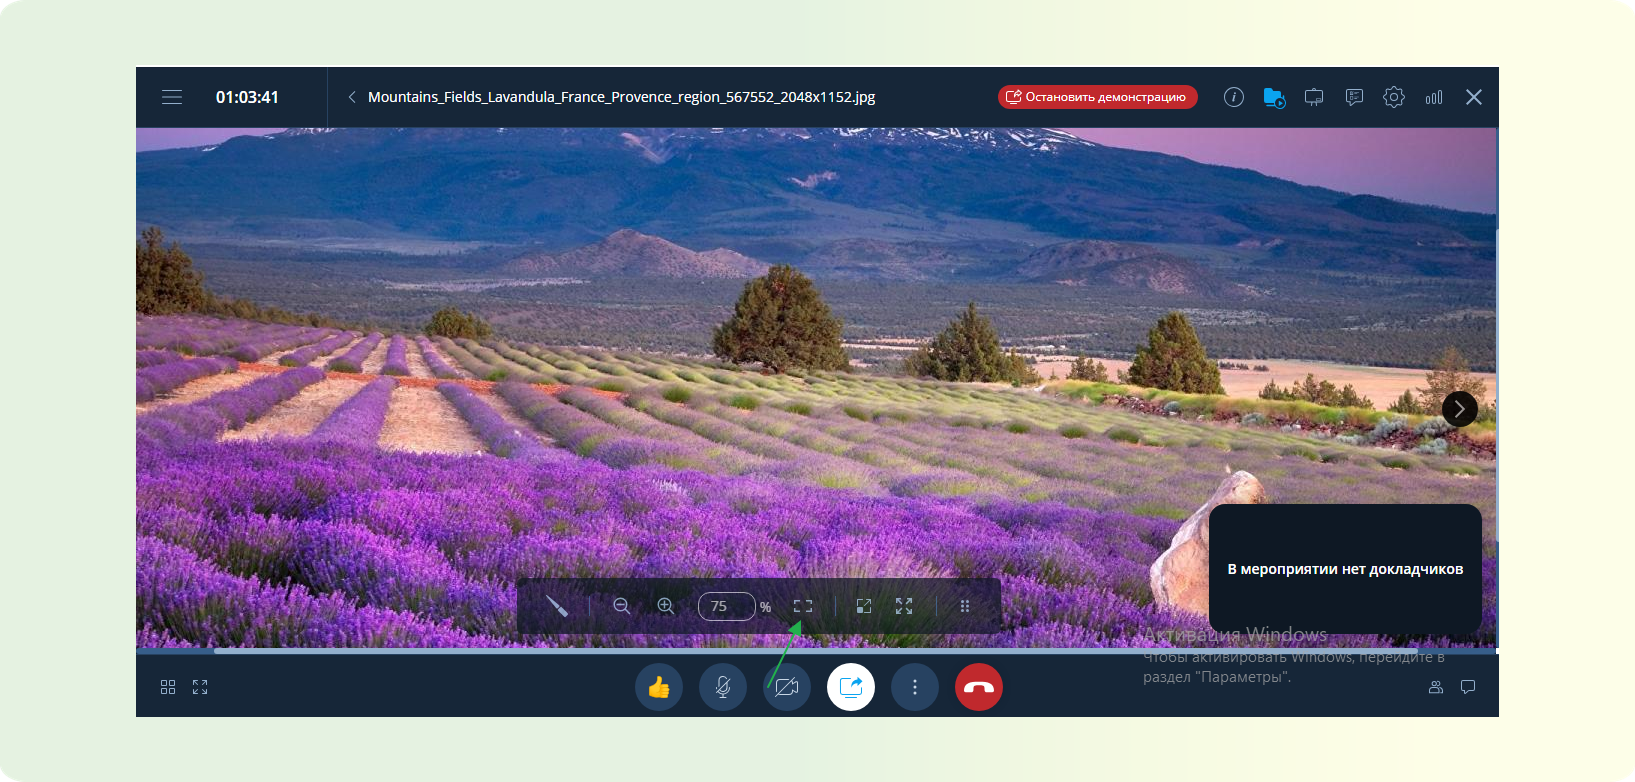 01:03:41
Mountains_Fields_Lavandula_France_Provence_region_567552_2048x1152.jpg
Остановить демонстрацию
В мероприятии нет докладчиков
75 %
Активация Windows
Чтобы активировать Windows, перейдите в
раздел "Параметры".